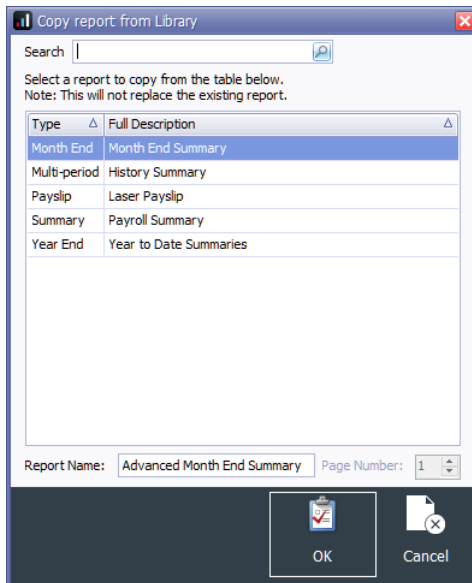 Copy report from Library
Search
Select a report to copy from the table below.
Note: This will not replace the existing report.
Type Full Description
Month End Month End Summary
Multi-period History Summary
Payslip Laser Payslip
Summary Payroll Summary
Year End Year to Date Summaries
Report Name: Advanced Month End Summary Page Number: 1
OK Cancel